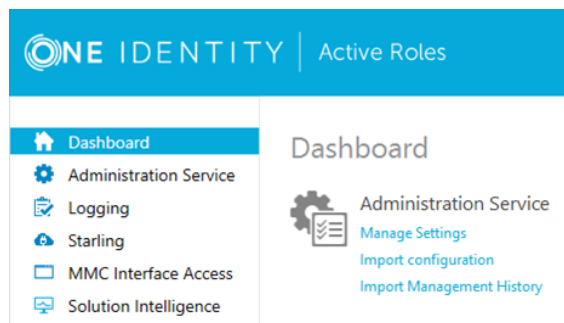 ONE IDENTITY Active Roles
Dashboard
Administration Service
Logging
Starling
MMC Interface Access
Solution Intelligence
Dashboard
Administration Service
Manage Settings
Import configuration
Import Management History